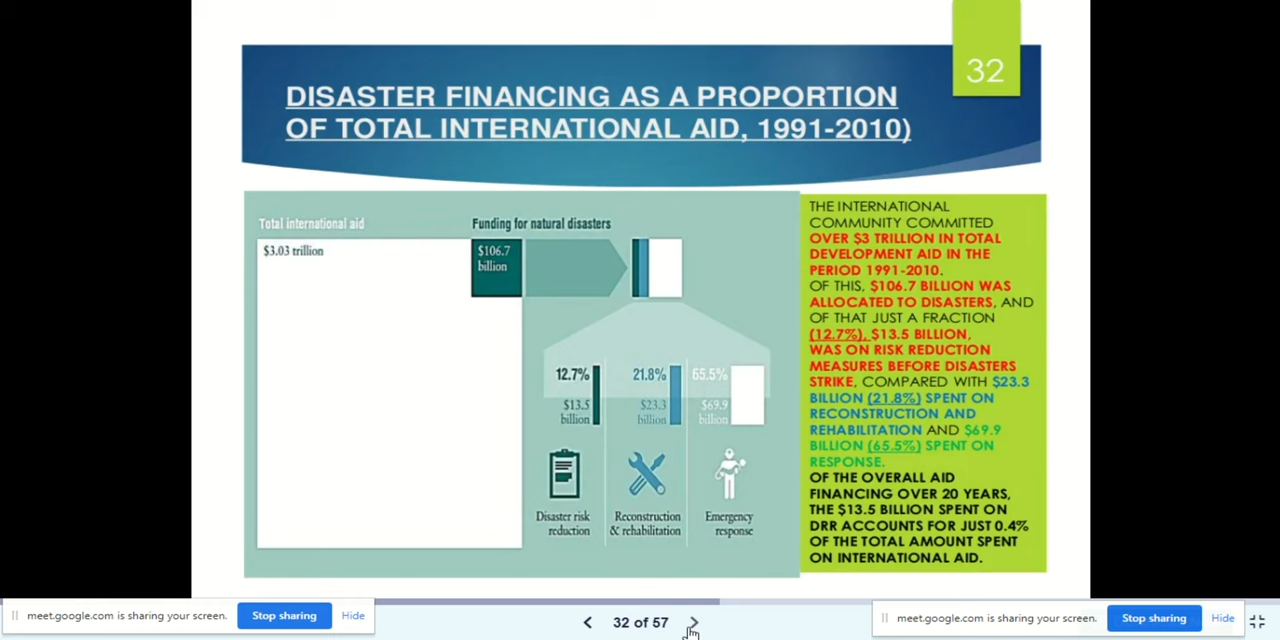 32
DISASTER FINANCING AS A PROPORTION
OF TOTAL INTERNATIONAL AID, 1991-2010)
Total international aid
$3.03 trillion
Funding for natural disasters
$106.7
billion
12.7%
$13.5
billion
Disaster risk
reduction
21.8%
$23.3
billion
Reconstruction
& rehabilitation
65.5%
$69.9
billion
Emergency
response
THE INTERNATIONAL
COMMUNITY COMMITTED
OVER $3 TRILLION IN TOTAL
DEVELOPMENT AID IN THE
PERIOD 1991-2010.
OF THIS, $106.7 BILLION WAS
ALLOCATED TO DISASTERS, AND
OF THAT JUST A FRACTION
(12.7%), $13.5 BILLION,
WAS ON RISK REDUCTION
MEASURES BEFORE DISASTERS
STRIKE, COMPARED WITH $23.3
BILLION (21.8%) SPENT ON
RECONSTRUCTION AND
REHABILITATION AND $69.9
BILLION (65.5%) SPENT ON
RESPONSE.
OF THE OVERALL AID
FINANCING OVER 20 YEARS,
THE $13.5 BILLION SPENT ON
DRR ACCOUNTS FOR JUST 0.4%
OF THE TOTAL AMOUNT SPENT
ON INTERNATIONAL AID.
meet.google.com is sharing your screen. Stop sharing Hide
32 of 57
meet.google.com is sharing your screen. Stop sharing Hide